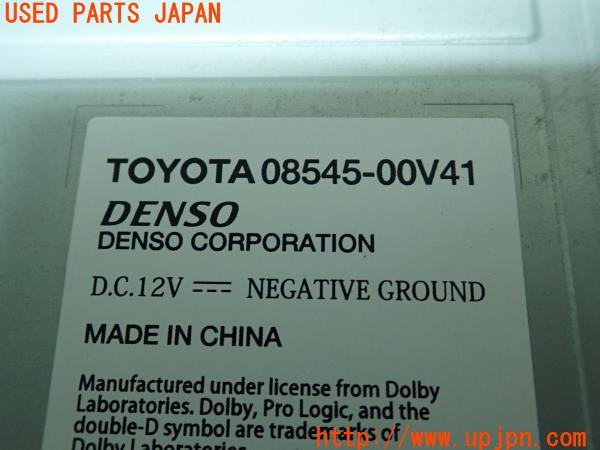 USED PARTS JAPAN
TOYOTA 08545-00V41
DENSO
DENSO CORPORATION
D.C.12V ⎓ NEGATIVE GROUND
MADE IN CHINA
Manufactured under license from Dolby
Laboratories. Dolby, Pro Logic, and the
double-D symbol are trademarks of
Dolby Laboratories.
http://www.upjpn.com